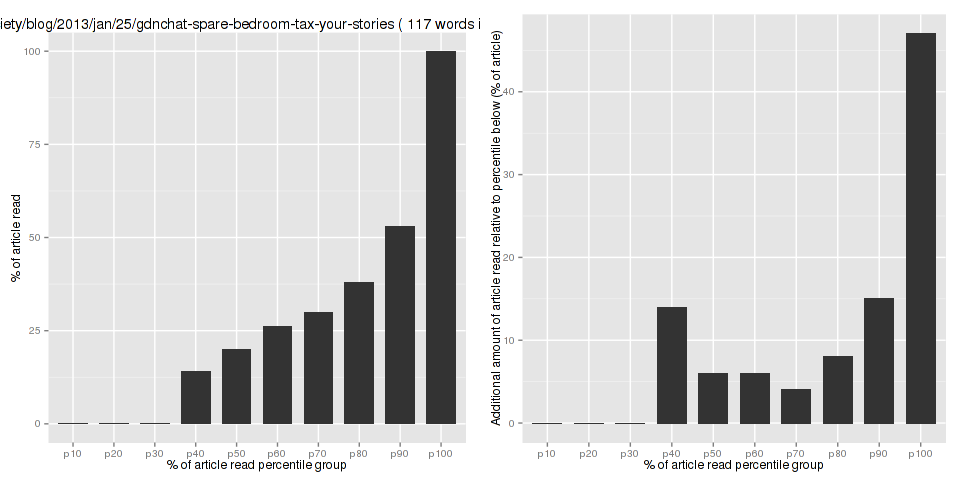 iety/blog/2013/jan/25/gdnchat-spare-bedroom-tax-your-stories ( 117 words i
% of article read
100
75
50
25
0
p10 p20 p30 p40 p50 p60 p70 p80 p90 p100
% of article read percentile group
Additional amount of article read relative to percentile below (% of article)
40
30
20
10
0
p10 p20 p30 p40 p50 p60 p70 p80 p90 p100
% of article read percentile group